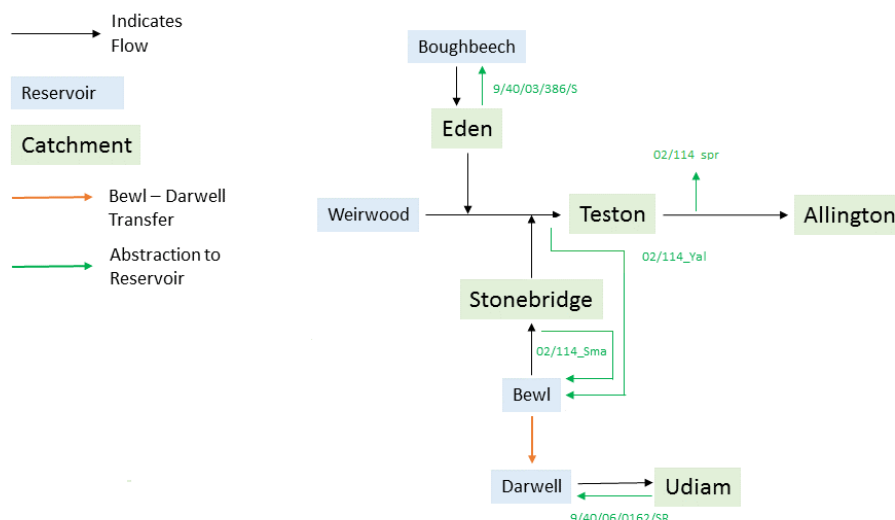 Indicates
Flow
Reservoir
Catchment
Bewl – Darwell
Transfer
Abstraction to
Reservoir
Boughbeech
9/40/03/386/S
Eden
02/114_spr
Weirwood
Teston
Allington
02/114_Yal
Stonebridge
02/114_Sma
Bewl
Darwell
Udiam
9/40/06/0162/SR